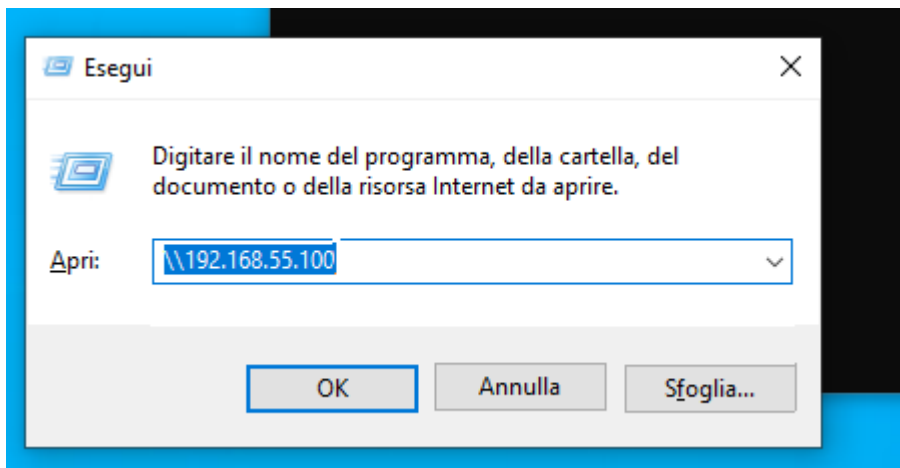 Esegui
Digitare il nome del programma, della cartella, del
documento o della risorsa Internet da aprire.
Apri: \\192.168.55.100
OK Annulla Sfoglia...